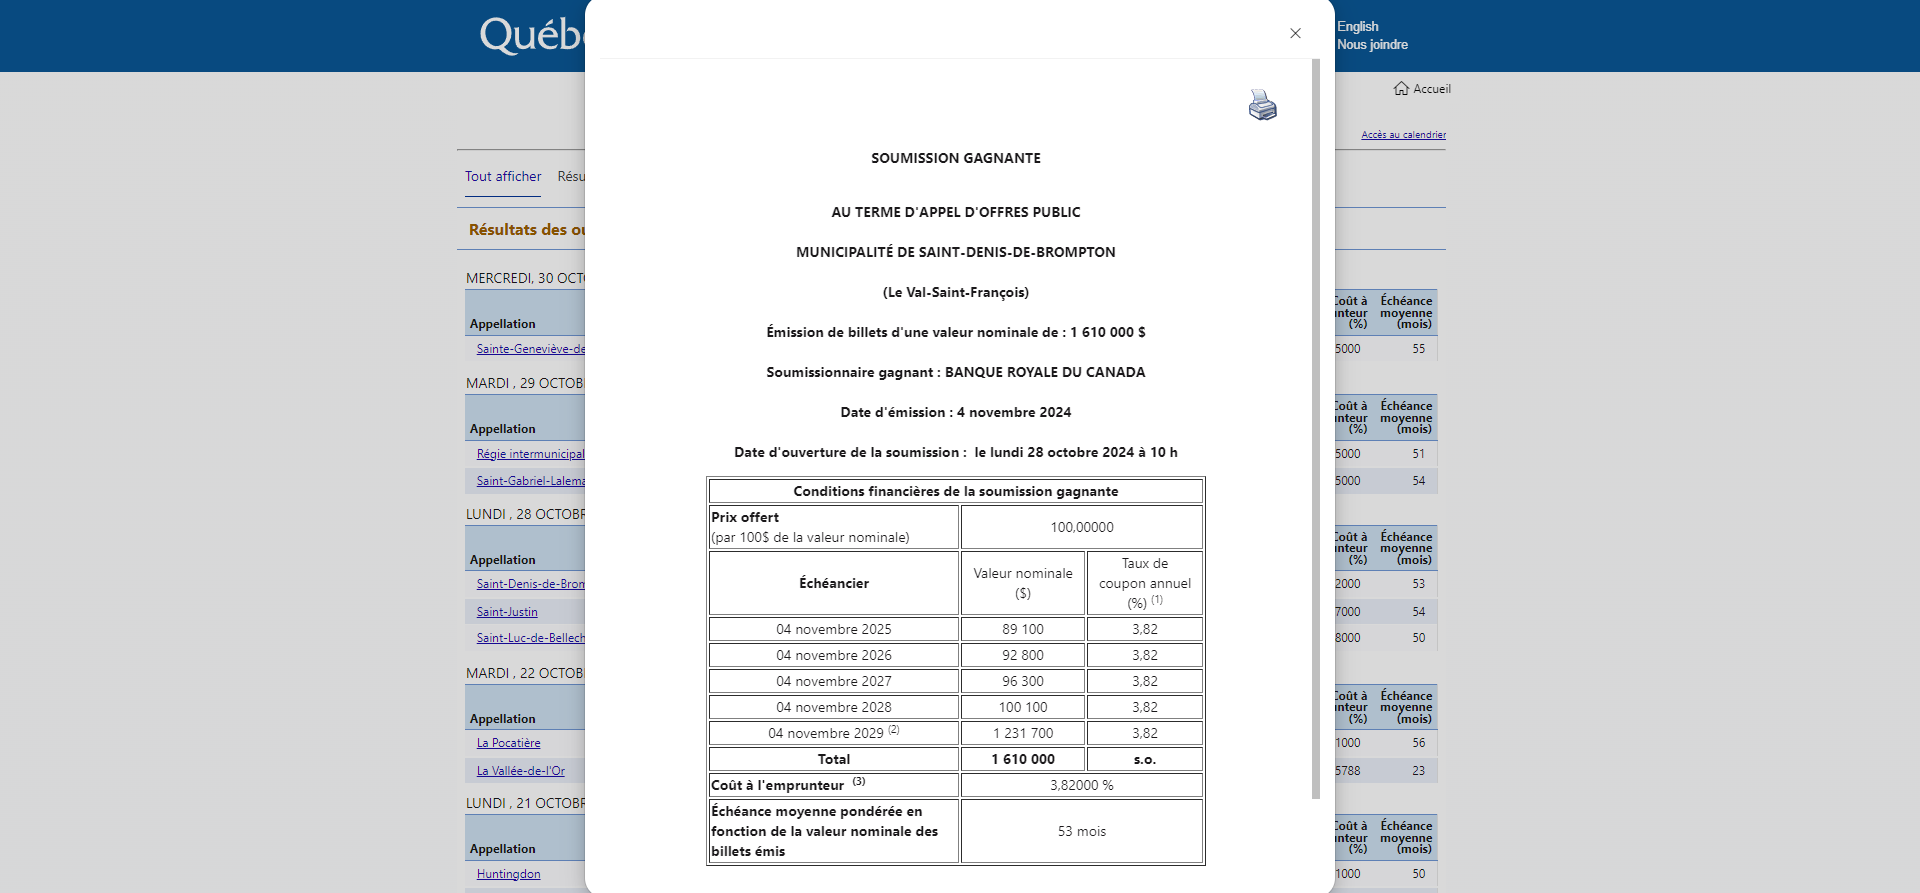 Québ
English
Nous joindre
Accueil
Accès au calendrier
Tout afficher
Résu
Résultats des ou
MERCREDI, 30 OCTO
Appellation
Coût à
Échéance
nteur
moyenne
(%)
(mois)
Sainte-Geneviève-de
5000
55
MARDI , 29 OCTOB
Appellation
Coût à
Échéance
nteur
moyenne
(%)
(mois)
Régie intermunicipal
5000
51
Saint-Gabriel-Lalema
5000
54
LUNDI , 28 OCTOBR
Appellation
Coût à
Échéance
nteur
moyenne
(%)
(mois)
Saint-Denis-de-Brom
2000
53
Saint-Justin
7000
54
Saint-Luc-de-Bellech
8000
50
MARDI , 22 OCTOB
Appellation
Coût à
Échéance
nteur
moyenne
(%)
(mois)
La Pocatière
1000
56
La Vallée-de-l'Or
5788
23
LUNDI , 21 OCTOBR
Appellation
Coût à
Échéance
nteur
moyenne
(%)
(mois)
Huntingdon
1000
50
SOUMISSION GAGNANTE
AU TERME D'APPEL D'OFFRES PUBLIC
MUNICIPALITÉ DE SAINT-DENIS-DE-BROMPTON
(Le Val-Saint-François)
Émission de billets d'une valeur nominale de : 1 610 000 $
Soumissionnaire gagnant : BANQUE ROYALE DU CANADA
Date d'émission : 4 novembre 2024
Date d'ouverture de la soumission : le lundi 28 octobre 2024 à 10 h
Conditions financières de la soumission gagnante
Prix offert
(par 100$ de la valeur nominale)
100,00000
Échéancier
Valeur nominale
($)
Taux de
coupon annuel
(%) (1)
04 novembre 2025 89 100 3,82
04 novembre 2026 92 800 3,82
04 novembre 2027 96 300 3,82
04 novembre 2028 100 100 3,82
04 novembre 2029 (2) 1 231 700 3,82
Total 1 610 000 s.o.
Coût à l'emprunteur (3) 3,82000 %
Échéance moyenne pondérée en
fonction de la valeur nominale des
billets émis
53 mois